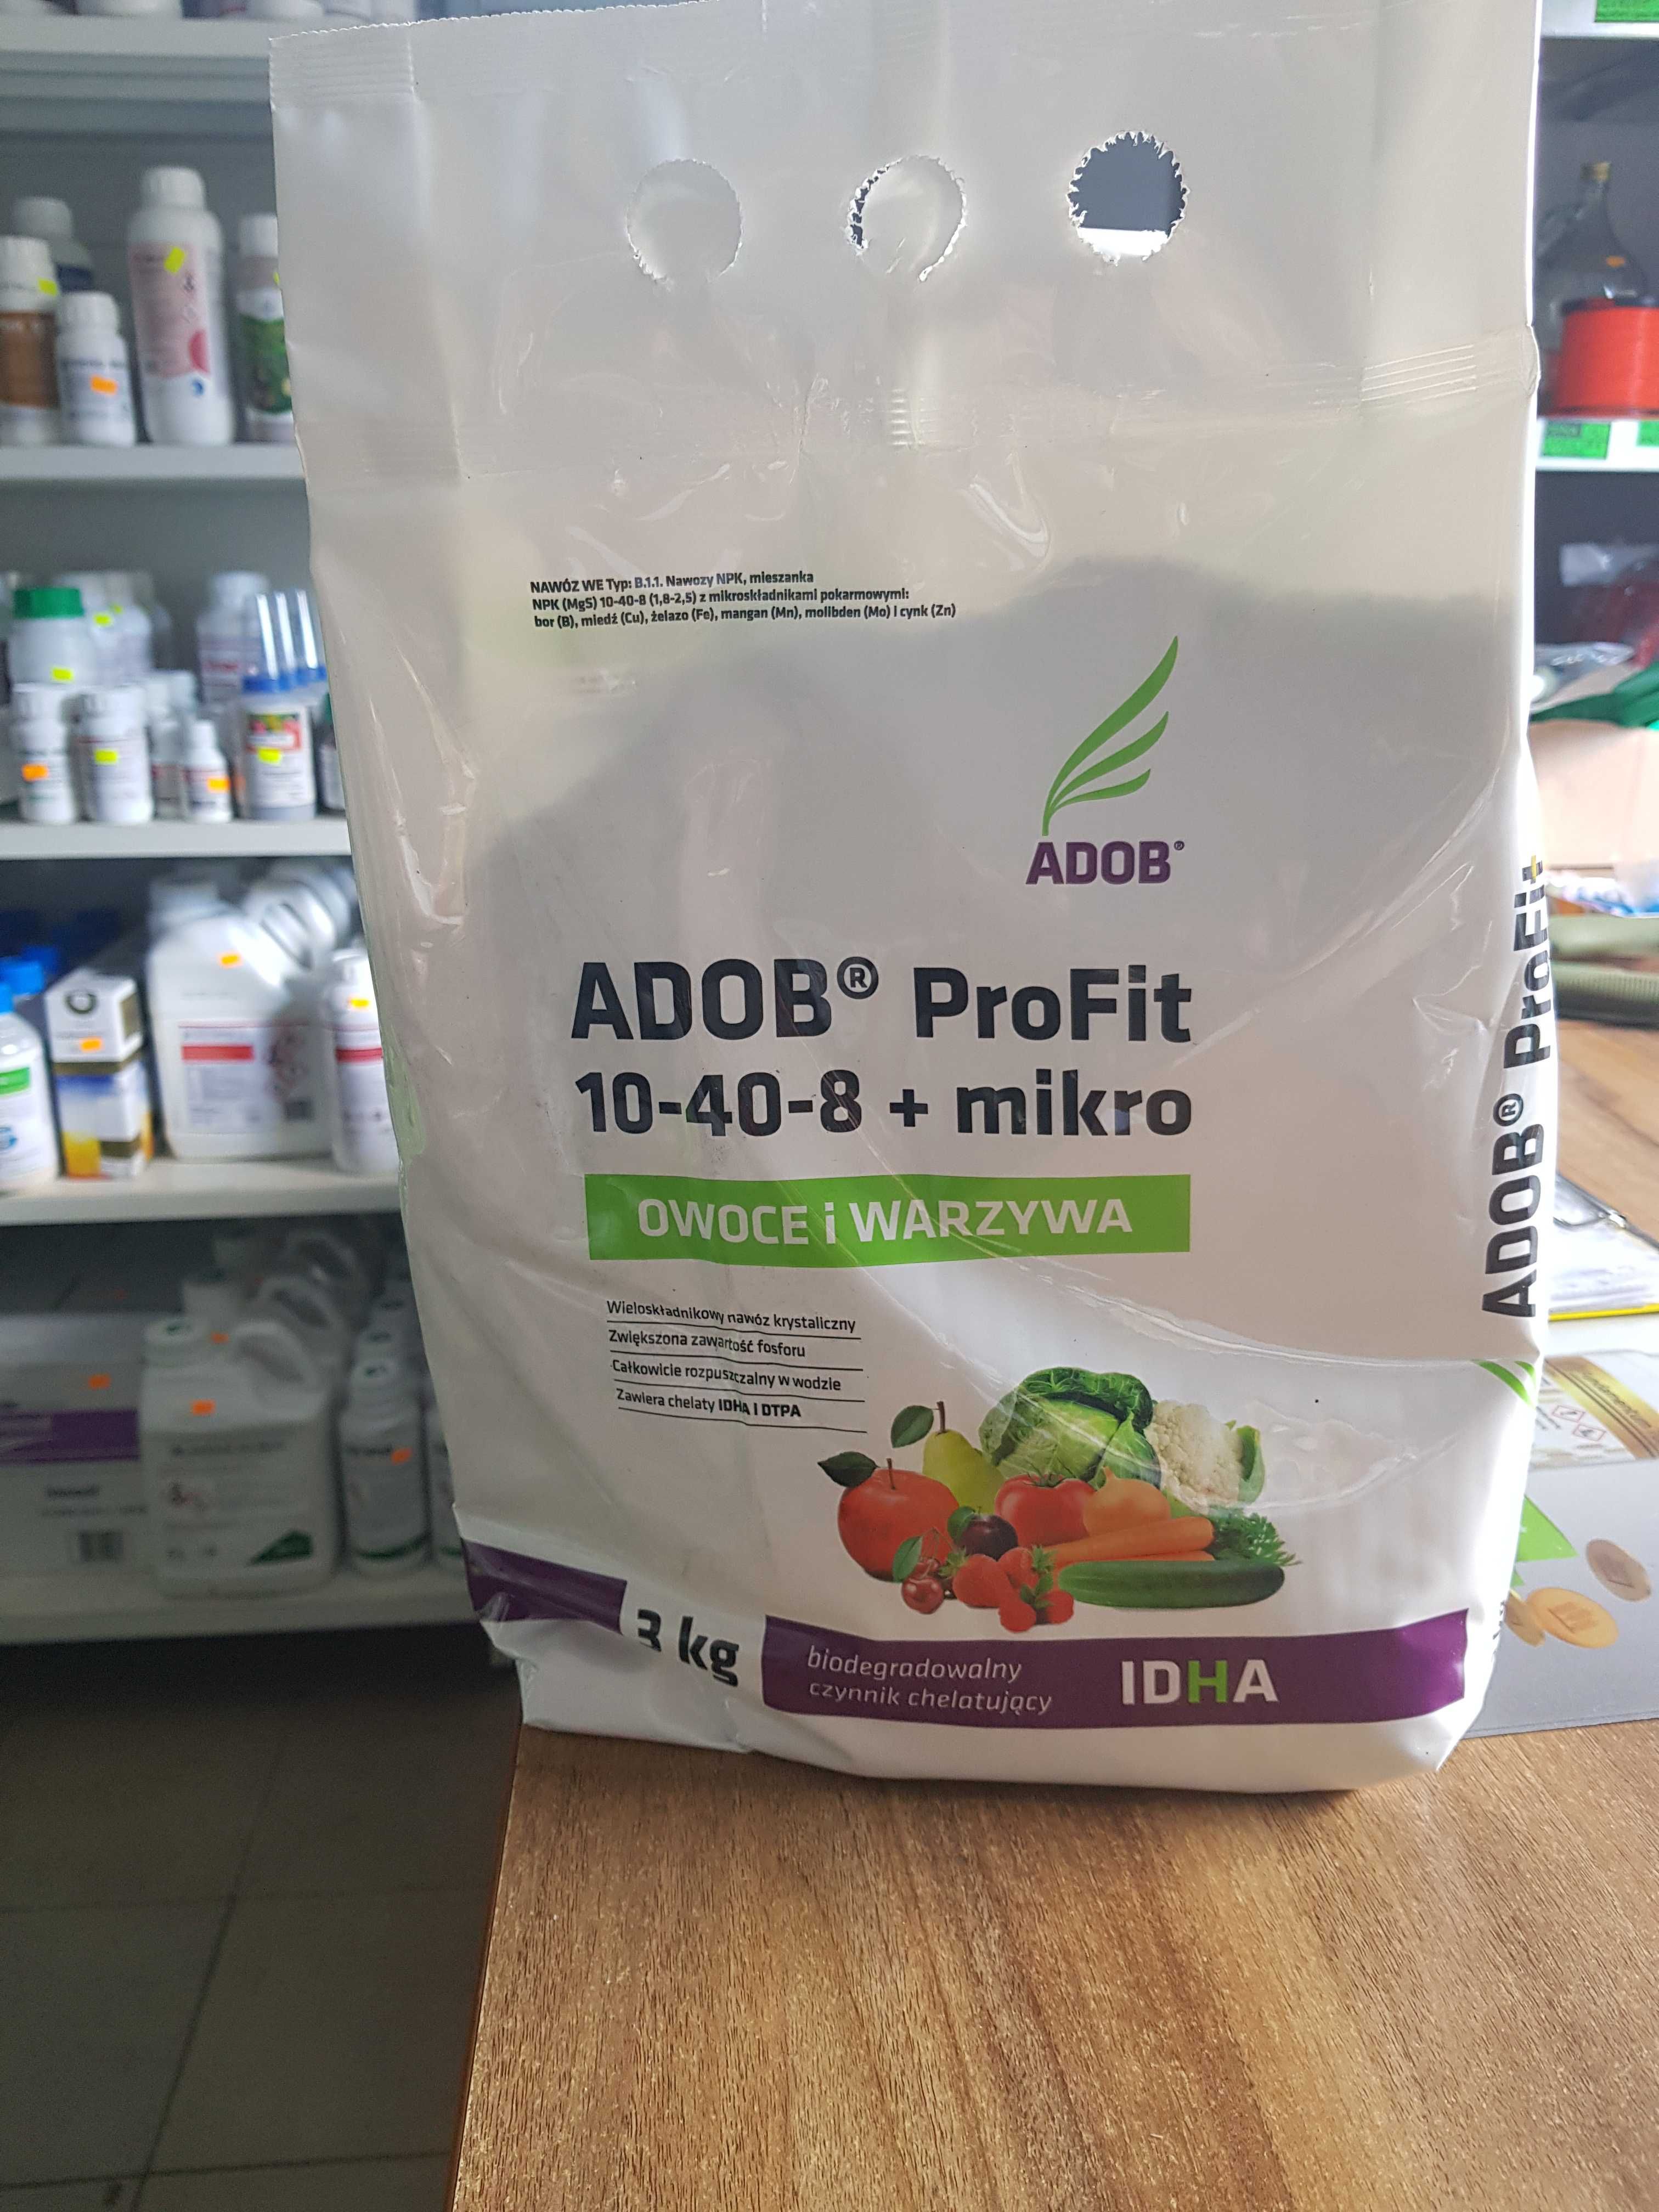 NAWÓZ WE Typ: B.1.1. Nawozy NPK, mieszanka
NPK (MgS) 10-40-8 (1,8-2,5) z mikroskładnikami pokarmowymi:
bor (B), miedź (Cu), żelazo (Fe), mangan (Mn), molibden (Mo) i cynk (Zn)
ADOB®
ADOB® ProFit
10-40-8 + mikro
OWOCE i WARZYWA
Wieloskładnikowy nawóz krystaliczny
Zwiększona zawartość fosforu
Całkowicie rozpuszczalny w wodzie
Zawiera chelaty IDHA i DTPA
3 kg
biodegradowalny
czynnik chelatujący
IDHA
ADOB® ProFit